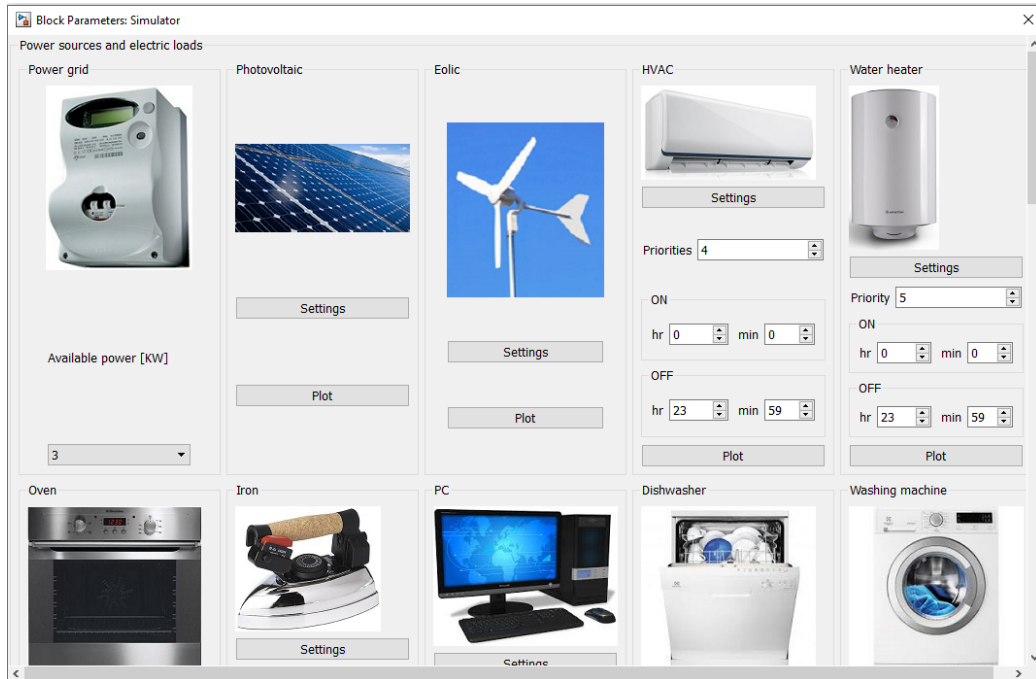 Block Parameters: Simulator
Power sources and electric loads
Power grid
Photovoltaic
Eolic
HVAC
Water heater
Settings
Settings
Priorities 4
Priority 5
Settings
ON
ON
hr 0 min 0
hr 0 min 0
Available power [KW]
Settings
OFF
OFF
Plot
hr 23 min 59
hr 23 min 59
Plot
3
Plot
Plot
Oven
Iron
PC
Dishwasher
Washing machine
Settings
Settings